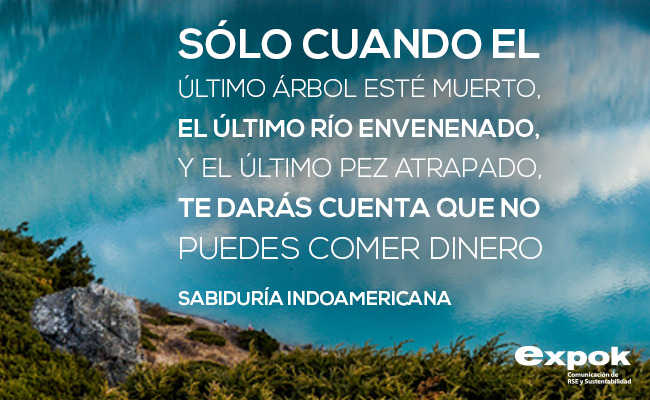 SÓLO CUANDO EL
ÚLTIMO ÁRBOL ESTÉ MUERTO,
EL ÚLTIMO RÍO ENVENENADO,
Y EL ÚLTIMO PEZ ATRAPADO,
TE DARÁS CUENTA QUE NO
PUEDES COMER DINERO
SABIDURÍA INDOAMERICANA
expok
Comunicación de
RSE y Sustentabilidad